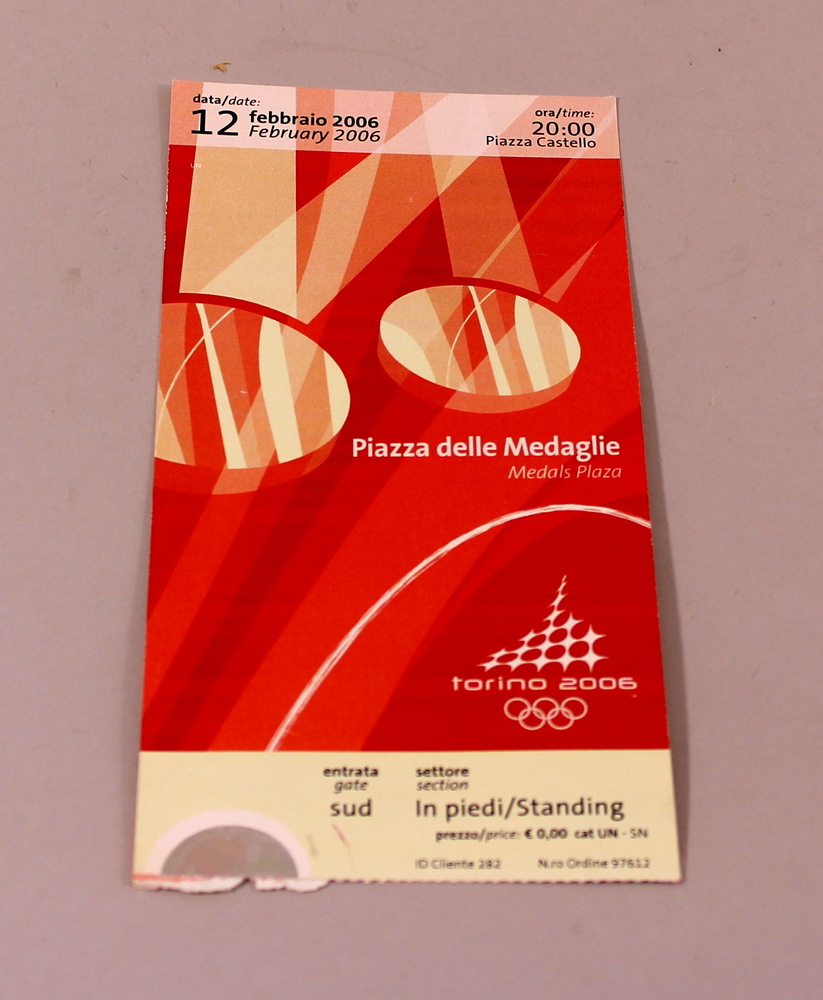 data/date:
12 febbraio 2006
February 2006
ora/time:
20:00
Piazza Castello
UN
Piazza delle Medaglie
Medals Plaza
torino 2006
entrata
gate
sud
settore
section
In piedi/Standing
prezzo/price: € 0,00 cat UN - SN
ID Cliente 282 N.ro Ordine 97612